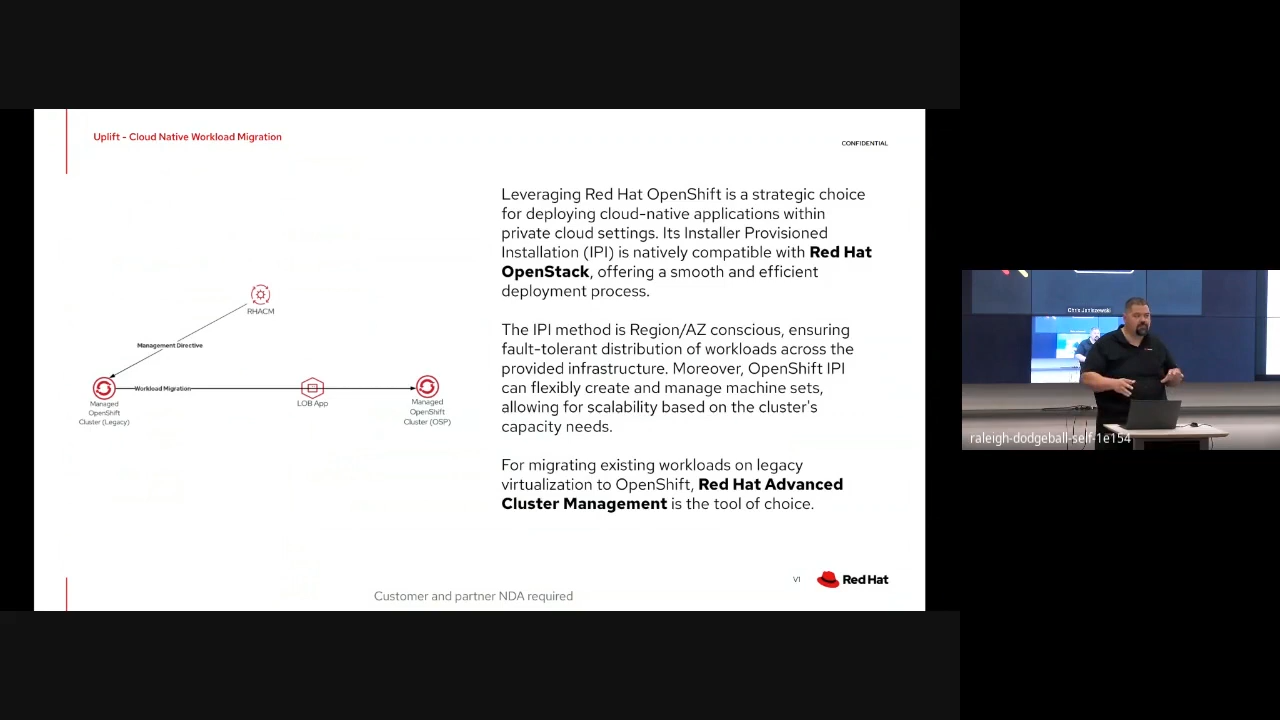 Uplift - Cloud Native Workload Migration
CONFIDENTIAL
Leveraging Red Hat OpenShift is a strategic choice
for deploying cloud-native applications within
private cloud settings. Its Installer Provisioned
Installation (IPI) is natively compatible with Red Hat
OpenStack, offering a smooth and efficient
deployment process.
The IPI method is Region/AZ conscious, ensuring
fault-tolerant distribution of workloads across the
provided infrastructure. Moreover, OpenShift IPI
can flexibly create and manage machine sets,
allowing for scalability based on the cluster's
capacity needs.
For migrating existing workloads on legacy
virtualization to OpenShift, Red Hat Advanced
Cluster Management is the tool of choice.
RHACM
Management Directive
Workload Migration
Managed
OpenShift
Cluster (Legacy)
LOB App
Managed
OpenShift
Cluster (OSP)
V1
Red Hat
Customer and partner NDA required
Chris Janiszewski
raleigh-dodgeball-self-1e154